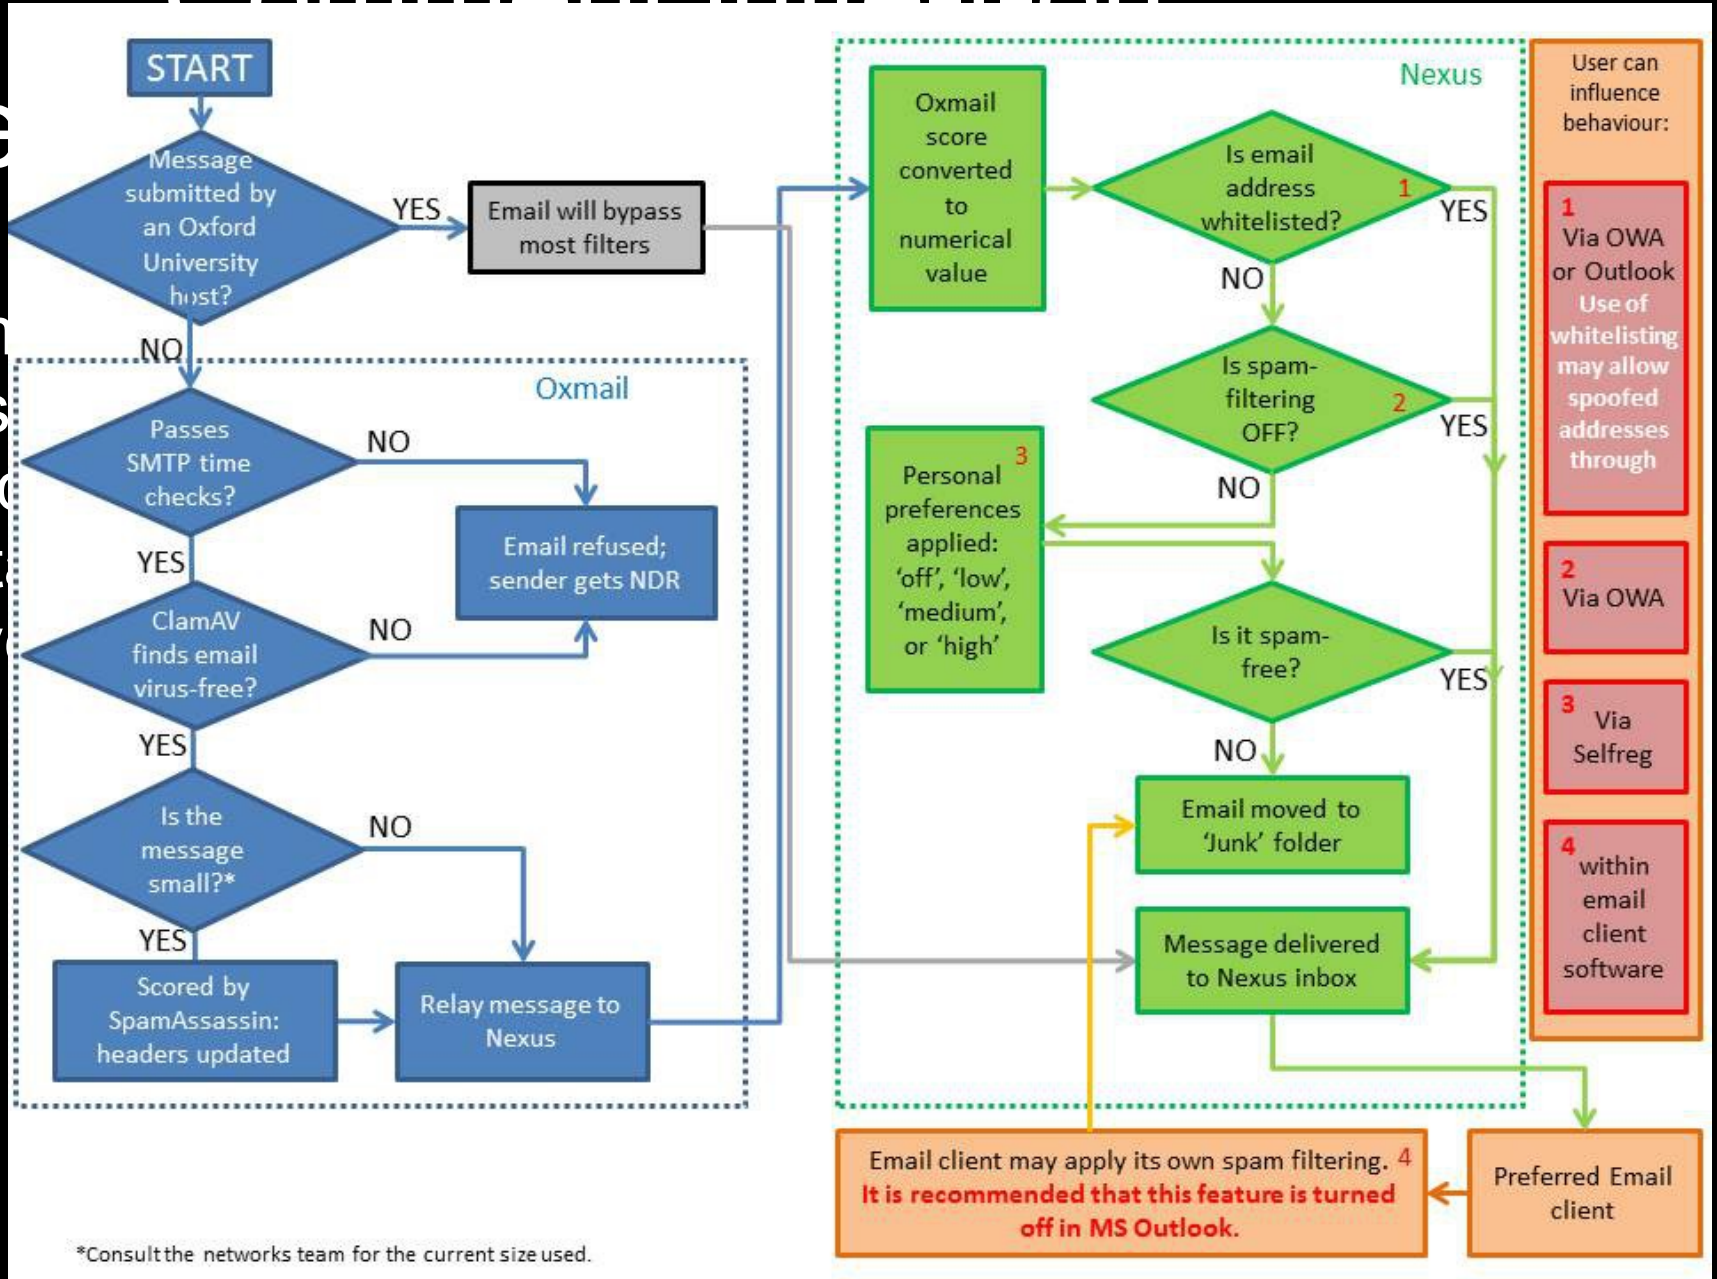 START
Message
submitted by
an Oxford
University
host?
YES
Email will bypass
most filters
NO
Oxmail
Passes
SMTP time
checks?
NO
Email refused;
sender gets NDR
YES
ClamAV
finds email
virus-free?
NO
YES
Is the
message
small?*
NO
YES
Scored by
SpamAssassin:
headers updated
Relay message to
Nexus
*Consult the networks team for the current size used.
Nexus
Oxmail
score
converted
to
numerical
value
Is email
address
whitelisted?
1
YES
NO
Is spam-
filtering
OFF?
2
YES
NO
3
Personal
preferences
applied:
'off', 'low',
'medium',
or 'high'
Is it spam-
free?
YES
NO
Email moved to
'Junk' folder
Message delivered
to Nexus inbox
Email client may apply its own spam filtering. 4
It is recommended that this feature is turned
off in MS Outlook.
Preferred Email
client
User can
influence
behaviour:
1
Via OWA
or Outlook
Use of
whitelisting
may allow
spoofed
addresses
through
2
Via OWA
3
Via
Selfreg
4
within
email
client
software